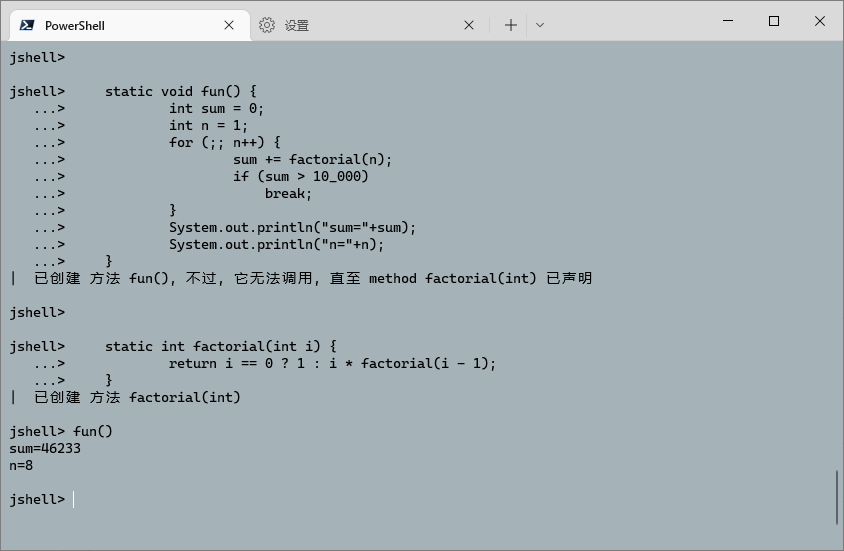 PowerShell
设置
jshell>
jshell>     static void fun() {
   ...>             int sum = 0;
   ...>             int n = 1;
   ...>             for (;; n++) {
   ...>                     sum += factorial(n);
   ...>                     if (sum > 10_000)
   ...>                         break;
   ...>             }
   ...>             System.out.println("sum="+sum);
   ...>             System.out.println("n="+n);
   ...>     }
|  已创建 方法 fun(), 不过, 它无法调用, 直至 method factorial(int) 已声明
jshell>
jshell>     static int factorial(int i) {
   ...>             return i == 0 ? 1 : i * factorial(i - 1);
   ...>     }
|  已创建 方法 factorial(int)
jshell> fun()
sum=46233
n=8
jshell>